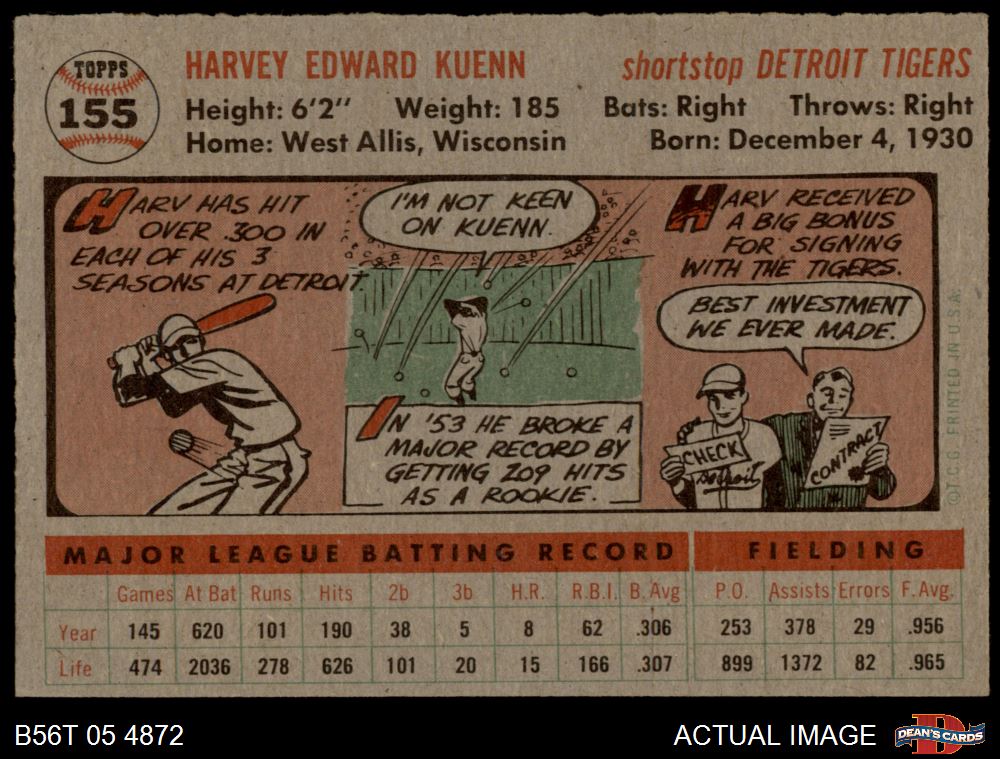 TOPPS
155
HARVEY EDWARD KUENN
shortstop DETROIT TIGERS
Height: 6'2" Weight: 185 Bats: Right Throws: Right
Home: West Allis, Wisconsin Born: December 4, 1930
HARV HAS HIT
OVER .300 IN
EACH OF HIS 3
SEASONS AT DETROIT.
I'M NOT KEEN
ON KUENN.
IN '53 HE BROKE A
MAJOR RECORD BY
GETTING 209 HITS
AS A ROOKIE.
HARV RECEIVED
A BIG BONUS
FOR SIGNING
WITH THE TIGERS.
BEST INVESTMENT
WE EVER MADE.
CHECK
Detroit
CONTRACT
©T.C.G. PRINTED IN U.S.A.
MAJOR LEAGUE BATTING RECORD FIELDING
Games At Bat Runs Hits 2b 3b H.R. R.B.I. B. Avg P.O. Assists Errors F. Avg.
Year 145 620 101 190 38 5 8 62 .306 253 378 29 .956
Life 474 2036 278 626 101 20 15 166 .307 899 1372 82 .965
B56T 05 4872
ACTUAL IMAGE
D
DEAN'S CARDS